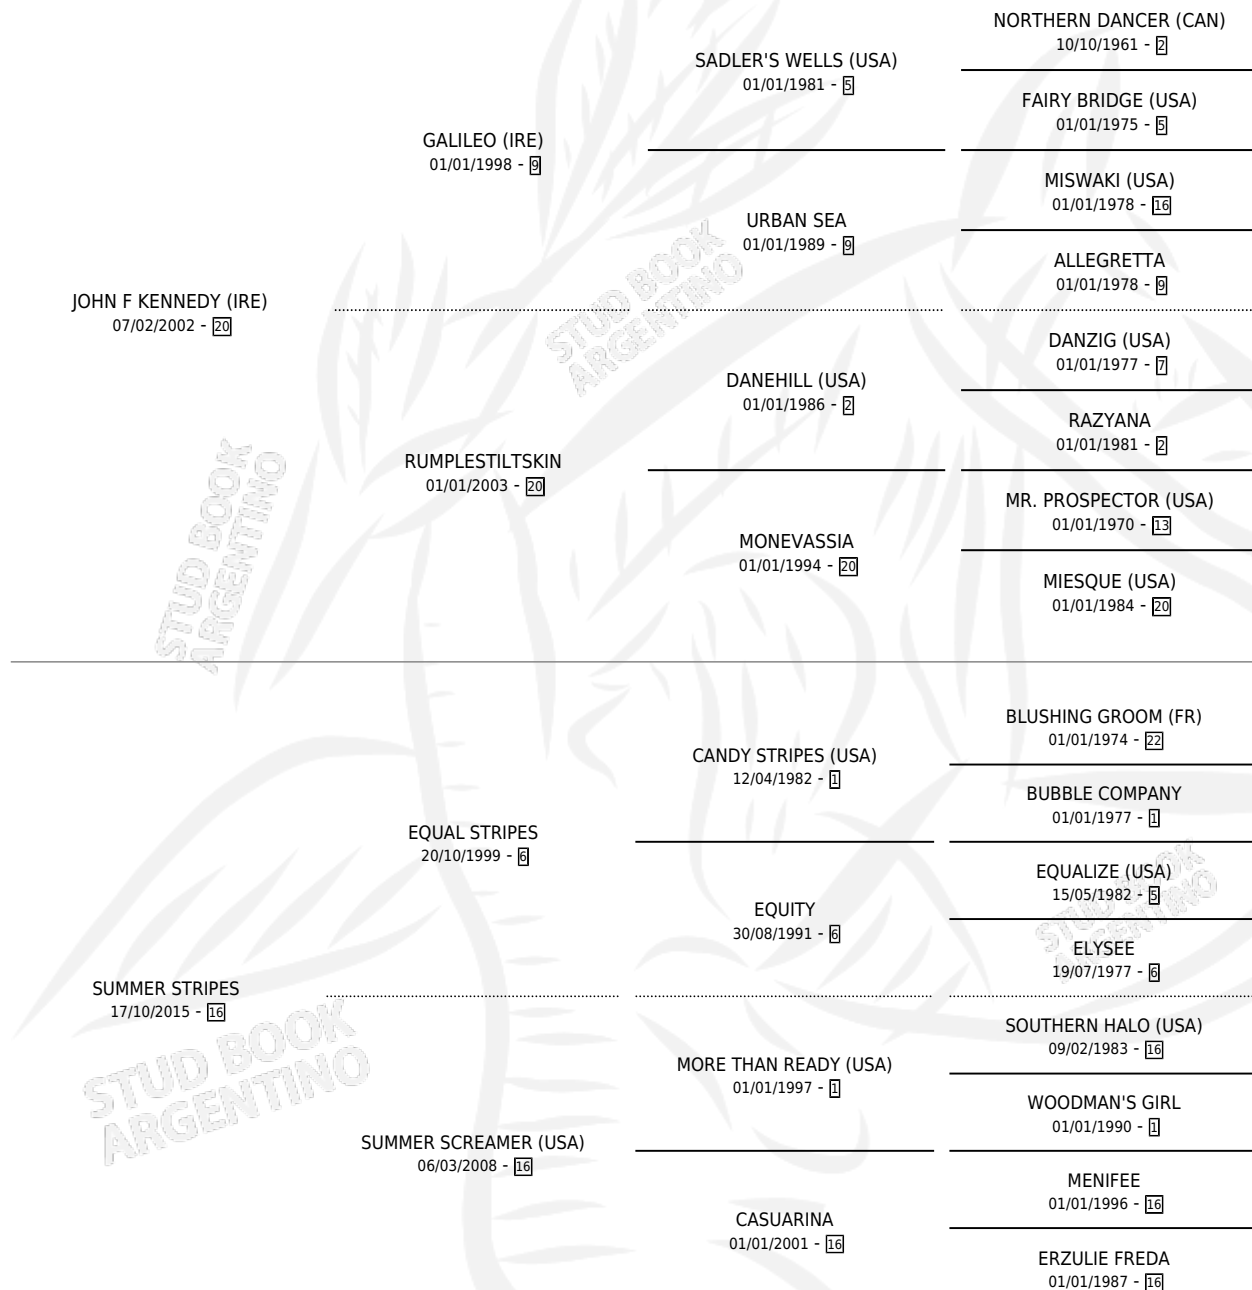 NORTHERN DANCER (CAN)
10/10/1961 - 2
SADLER'S WELLS (USA)
01/01/1981 - 5
FAIRY BRIDGE (USA)
01/01/1975 - 5
GALILEO (IRE)
01/01/1998 - 9
MISWAKI (USA)
01/01/1978 - 16
URBAN SEA
01/01/1989 - 9
ALLEGRETTA
01/01/1978 - 9
JOHN F KENNEDY (IRE)
07/02/2002 - 20
DANZIG (USA)
01/01/1977 - 7
DANEHILL (USA)
01/01/1986 - 2
RAZYANA
01/01/1981 - 2
RUMPLESTILTSKIN
01/01/2003 - 20
MR. PROSPECTOR (USA)
01/01/1970 - 13
MONEVASSIA
01/01/1994 - 20
MIESQUE (USA)
01/01/1984 - 20
BLUSHING GROOM (FR)
01/01/1974 - 22
CANDY STRIPES (USA)
12/04/1982 - 1
BUBBLE COMPANY
01/01/1977 - 1
EQUAL STRIPES
20/10/1999 - 6
EQUALIZE (USA)
15/05/1982 - 5
EQUITY
30/08/1991 - 6
ELYSEE
19/07/1977 - 6
SUMMER STRIPES
17/10/2015 - 16
SOUTHERN HALO (USA)
09/02/1983 - 16
MORE THAN READY (USA)
01/01/1997 - 1
WOODMAN'S GIRL
01/01/1990 - 1
SUMMER SCREAMER (USA)
06/03/2008 - 16
MENIFEE
01/01/1996 - 16
CASUARINA
01/01/2001 - 16
ERZULIE FREDA
01/01/1987 - 16
STUD BOOK
ARGENTINO
STUD BOOK
ARGENTINO
STUD BOOK
ARGENTINO
STUD BOOK
ARGENTINO